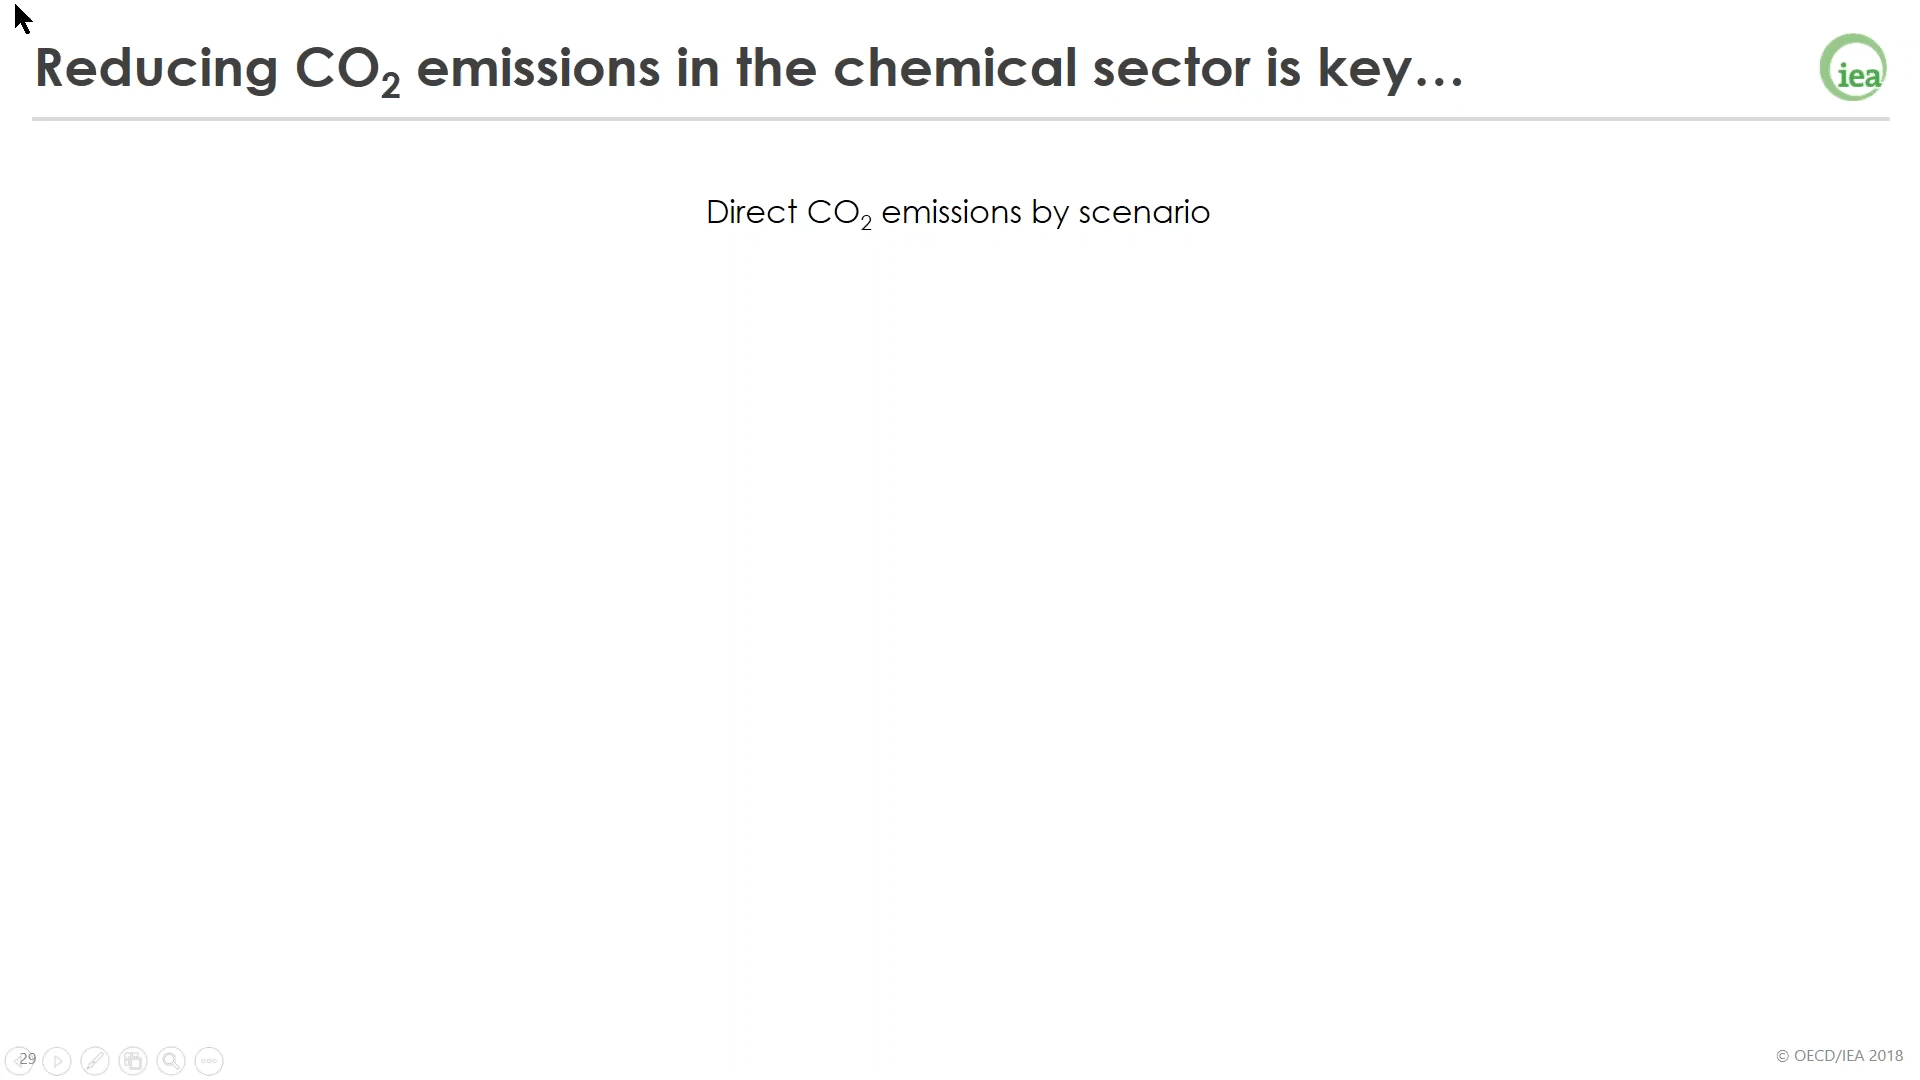 Reducing CO₂ emissions in the chemical sector is key…
iea
Direct CO₂ emissions by scenario
29
© OECD/IEA 2018